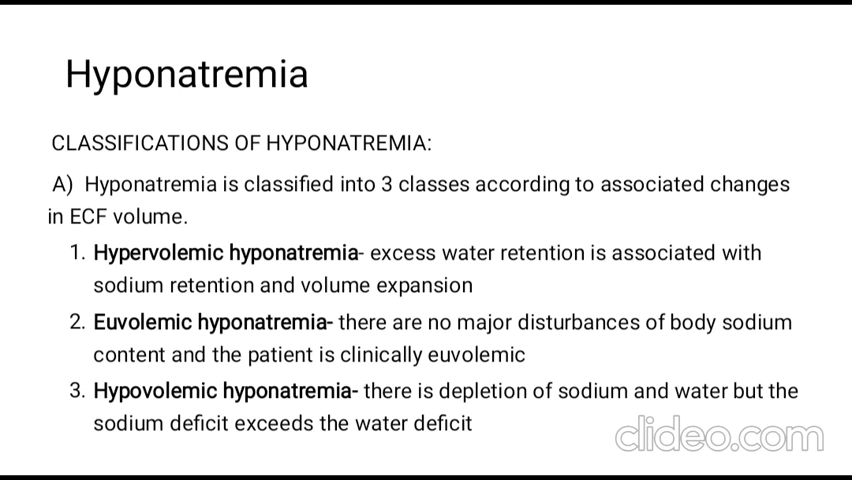 Hyponatremia
CLASSIFICATIONS OF HYPONATREMIA:
A) Hyponatremia is classified into 3 classes according to associated changes
in ECF volume.
1. Hypervolemic hyponatremia- excess water retention is associated with
sodium retention and volume expansion
2. Euvolemic hyponatremia- there are no major disturbances of body sodium
content and the patient is clinically euvolemic
3. Hypovolemic hyponatremia- there is depletion of sodium and water but the
sodium deficit exceeds the water deficit
clideo.com